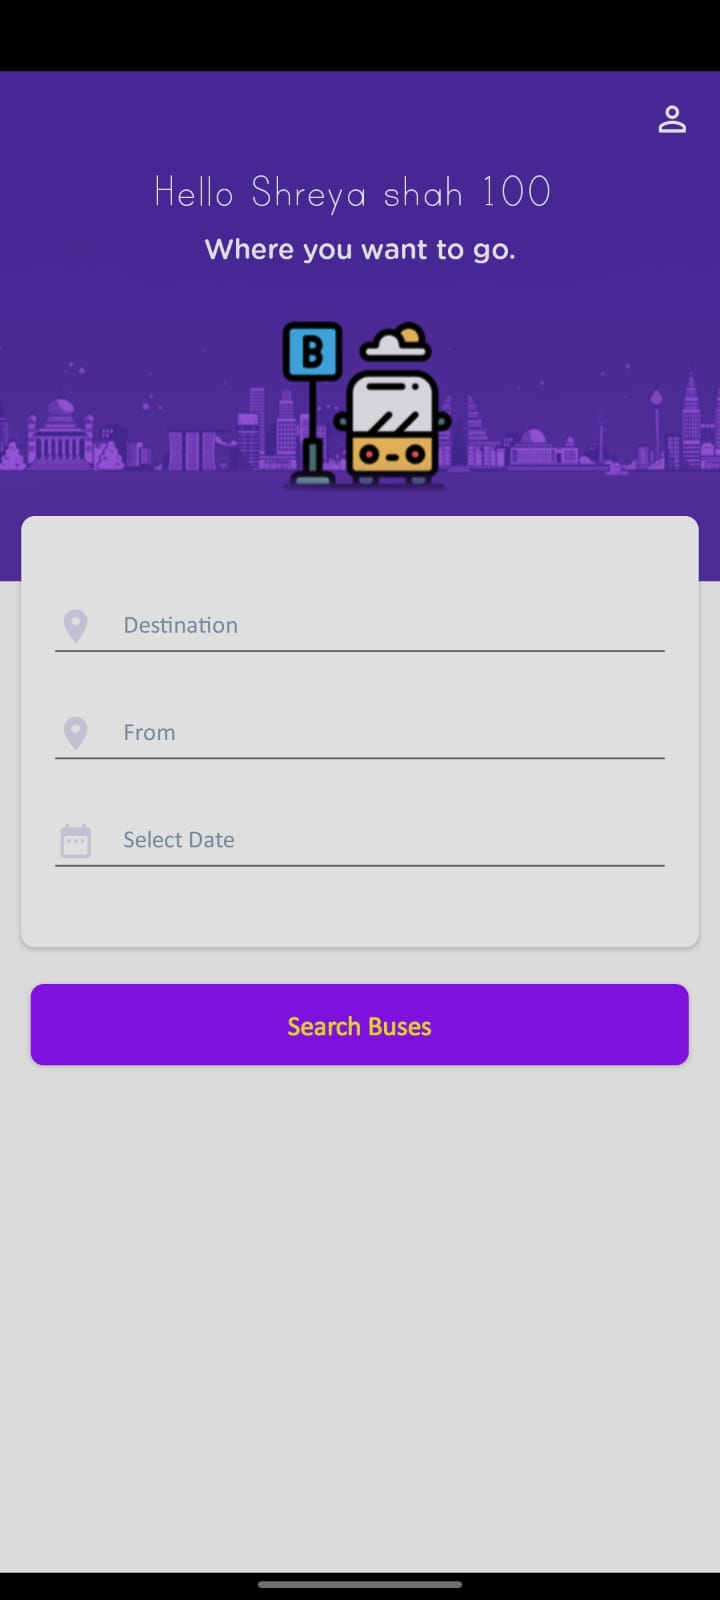 Hello Shreya shah 100
Where you want to go.
B
Destination
From
Select Date
Search Buses